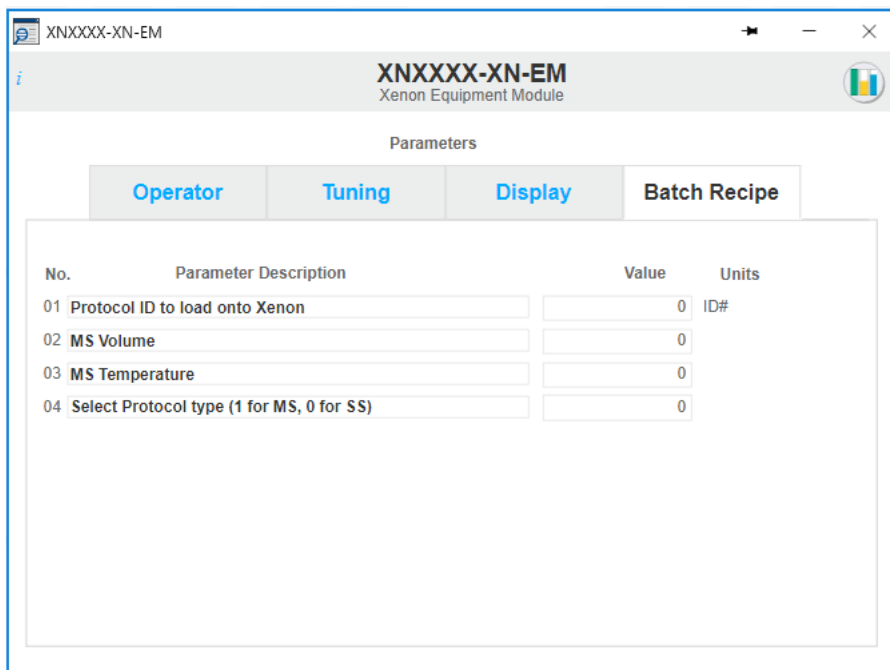 XNXXXX-XN-EM
i
XNXXXX-XN-EM
Xenon Equipment Module
Parameters
Operator Tuning Display Batch Recipe
No. Parameter Description Value Units
01 Protocol ID to load onto Xenon 0 ID#
02 MS Volume 0
03 MS Temperature 0
04 Select Protocol type (1 for MS, 0 for SS) 0